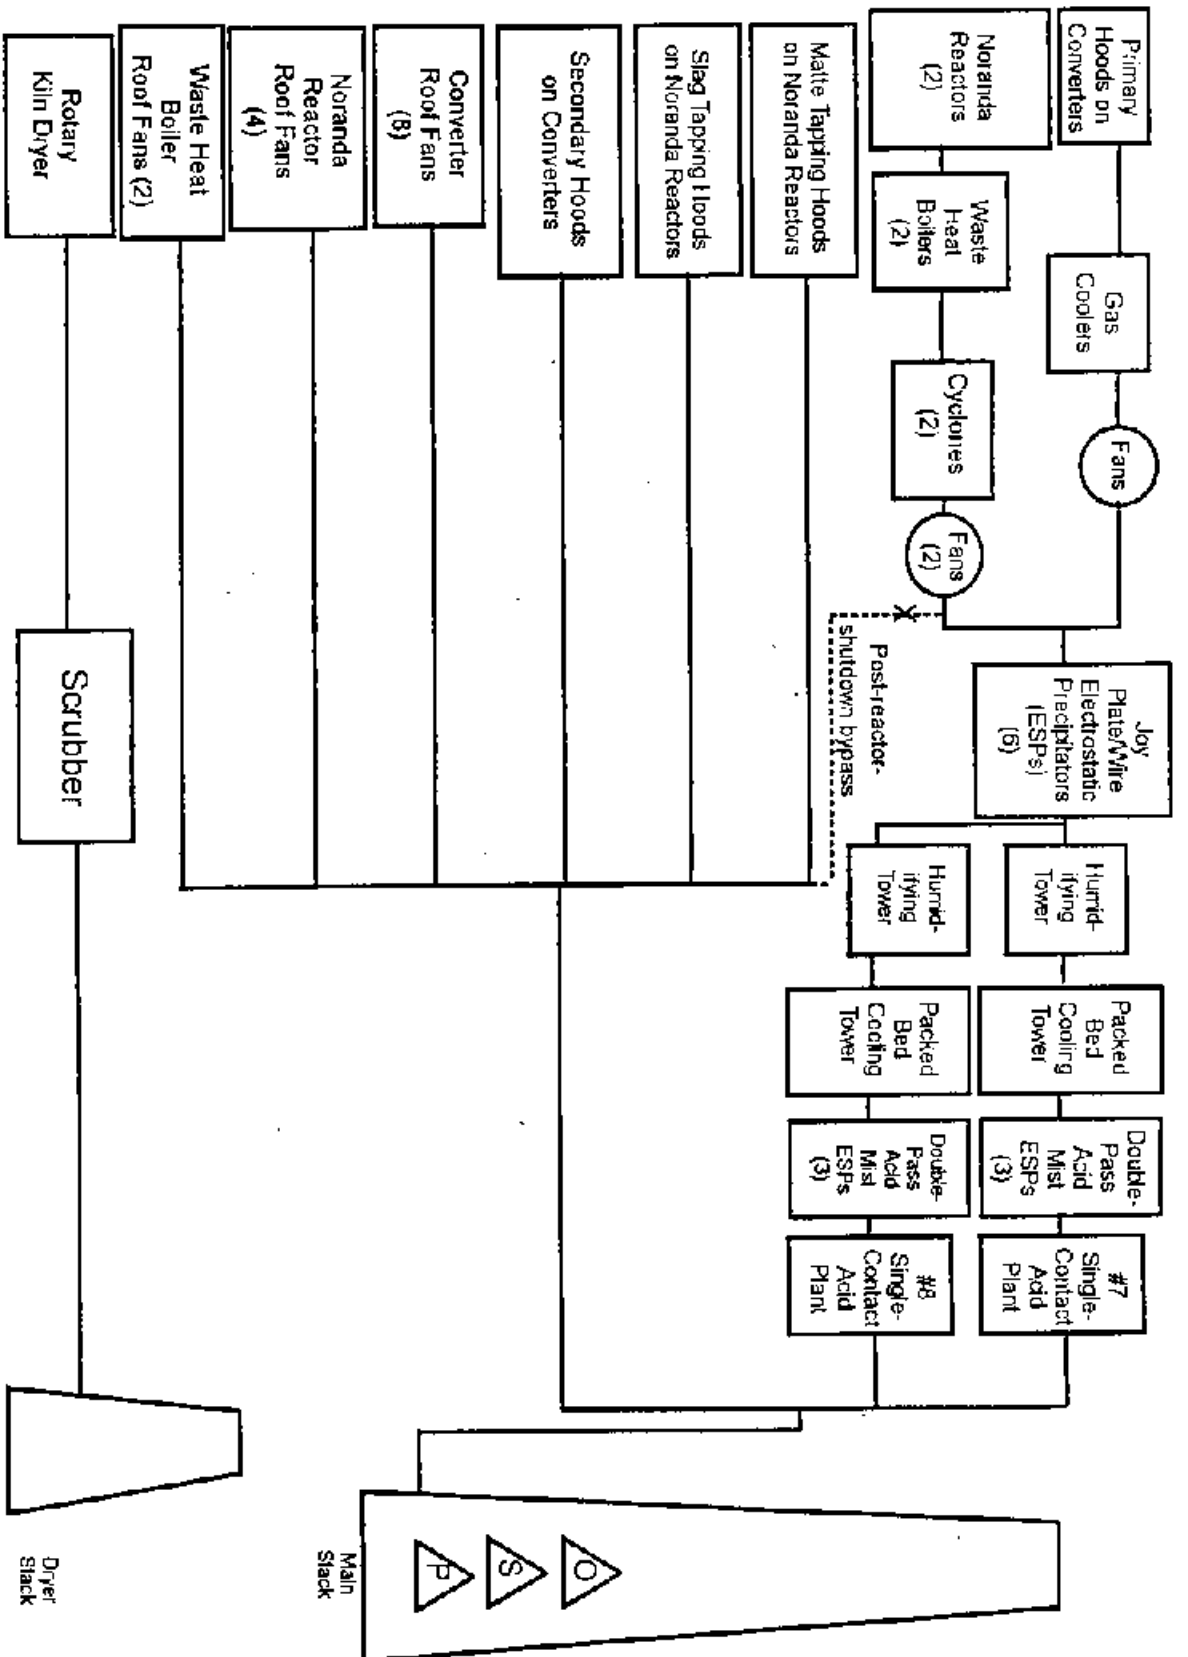 Primary
Hoods on
Converters
Gas
Coolers
Fans
Noranda
Reactors
(2)
Waste
Heat
Boilers
(2)
Cyclones
(2)
Fans
(2)
Joy
Plate/Wire
Electrostatic
Precipitators
(ESPs)
(6)
Humid-
ifying
Tower
Packed
Bed
Cooling
Tower
Double-
Pass
Acid
Mist
ESPs
(3)
#7
Single-
Contact
Acid
Plant
Humid-
ifying
Tower
Packed
Bed
Cooling
Tower
Double-
Pass
Acid
Mist
ESPs
(3)
#8
Single-
Contact
Acid
Plant
Post-reactor-
shutdown bypass
Matte Tapping Hoods
on Noranda Reactors
Slag Tapping Hoods
on Noranda Reactors
Secondary Hoods
on Converters
Converter
Roof Fans
(8)
Noranda
Reactor
Roof Fans
(4)
Waste Heat
Boiler
Roof Fans (2)
Rotary
Kiln Dryer
Scrubber
O
S
P
Main
Stack
Dryer
Stack